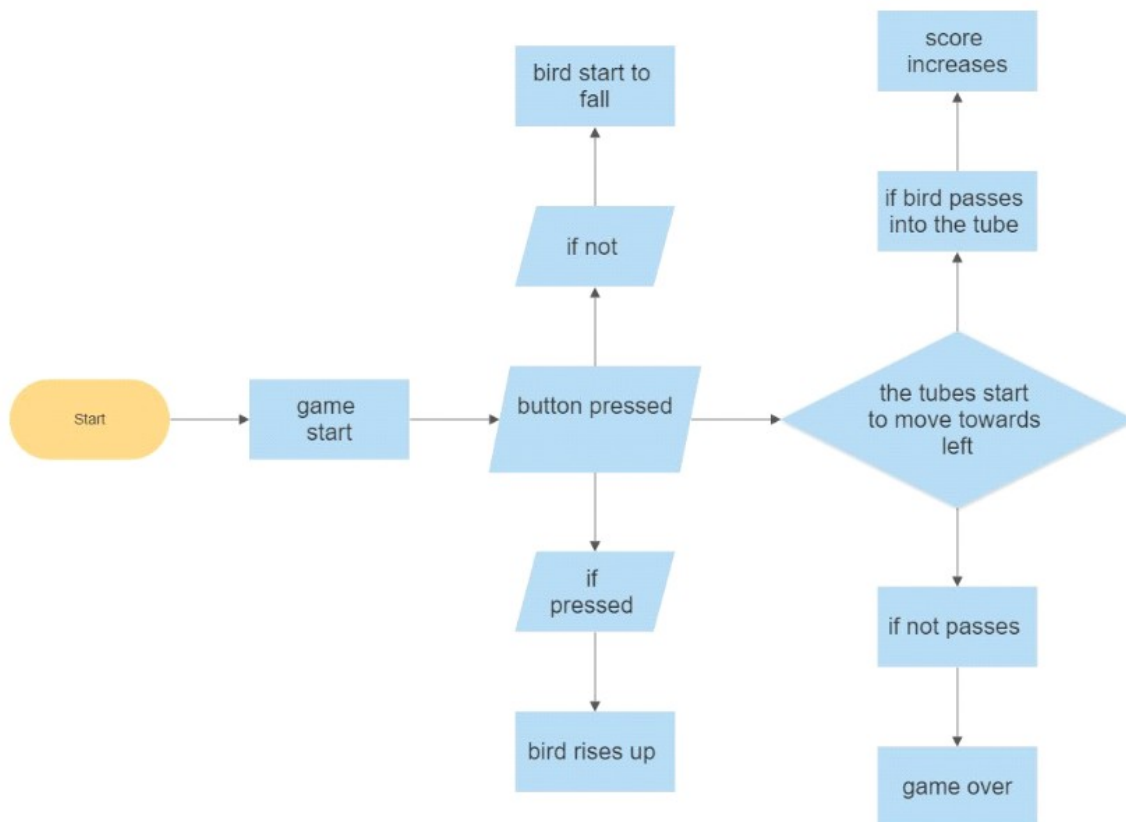 Start
game
start
button pressed
if not
bird start to
fall
if
pressed
bird rises up
the tubes start
to move towards
left
if bird passes
into the tube
score
increases
if not passes
game over